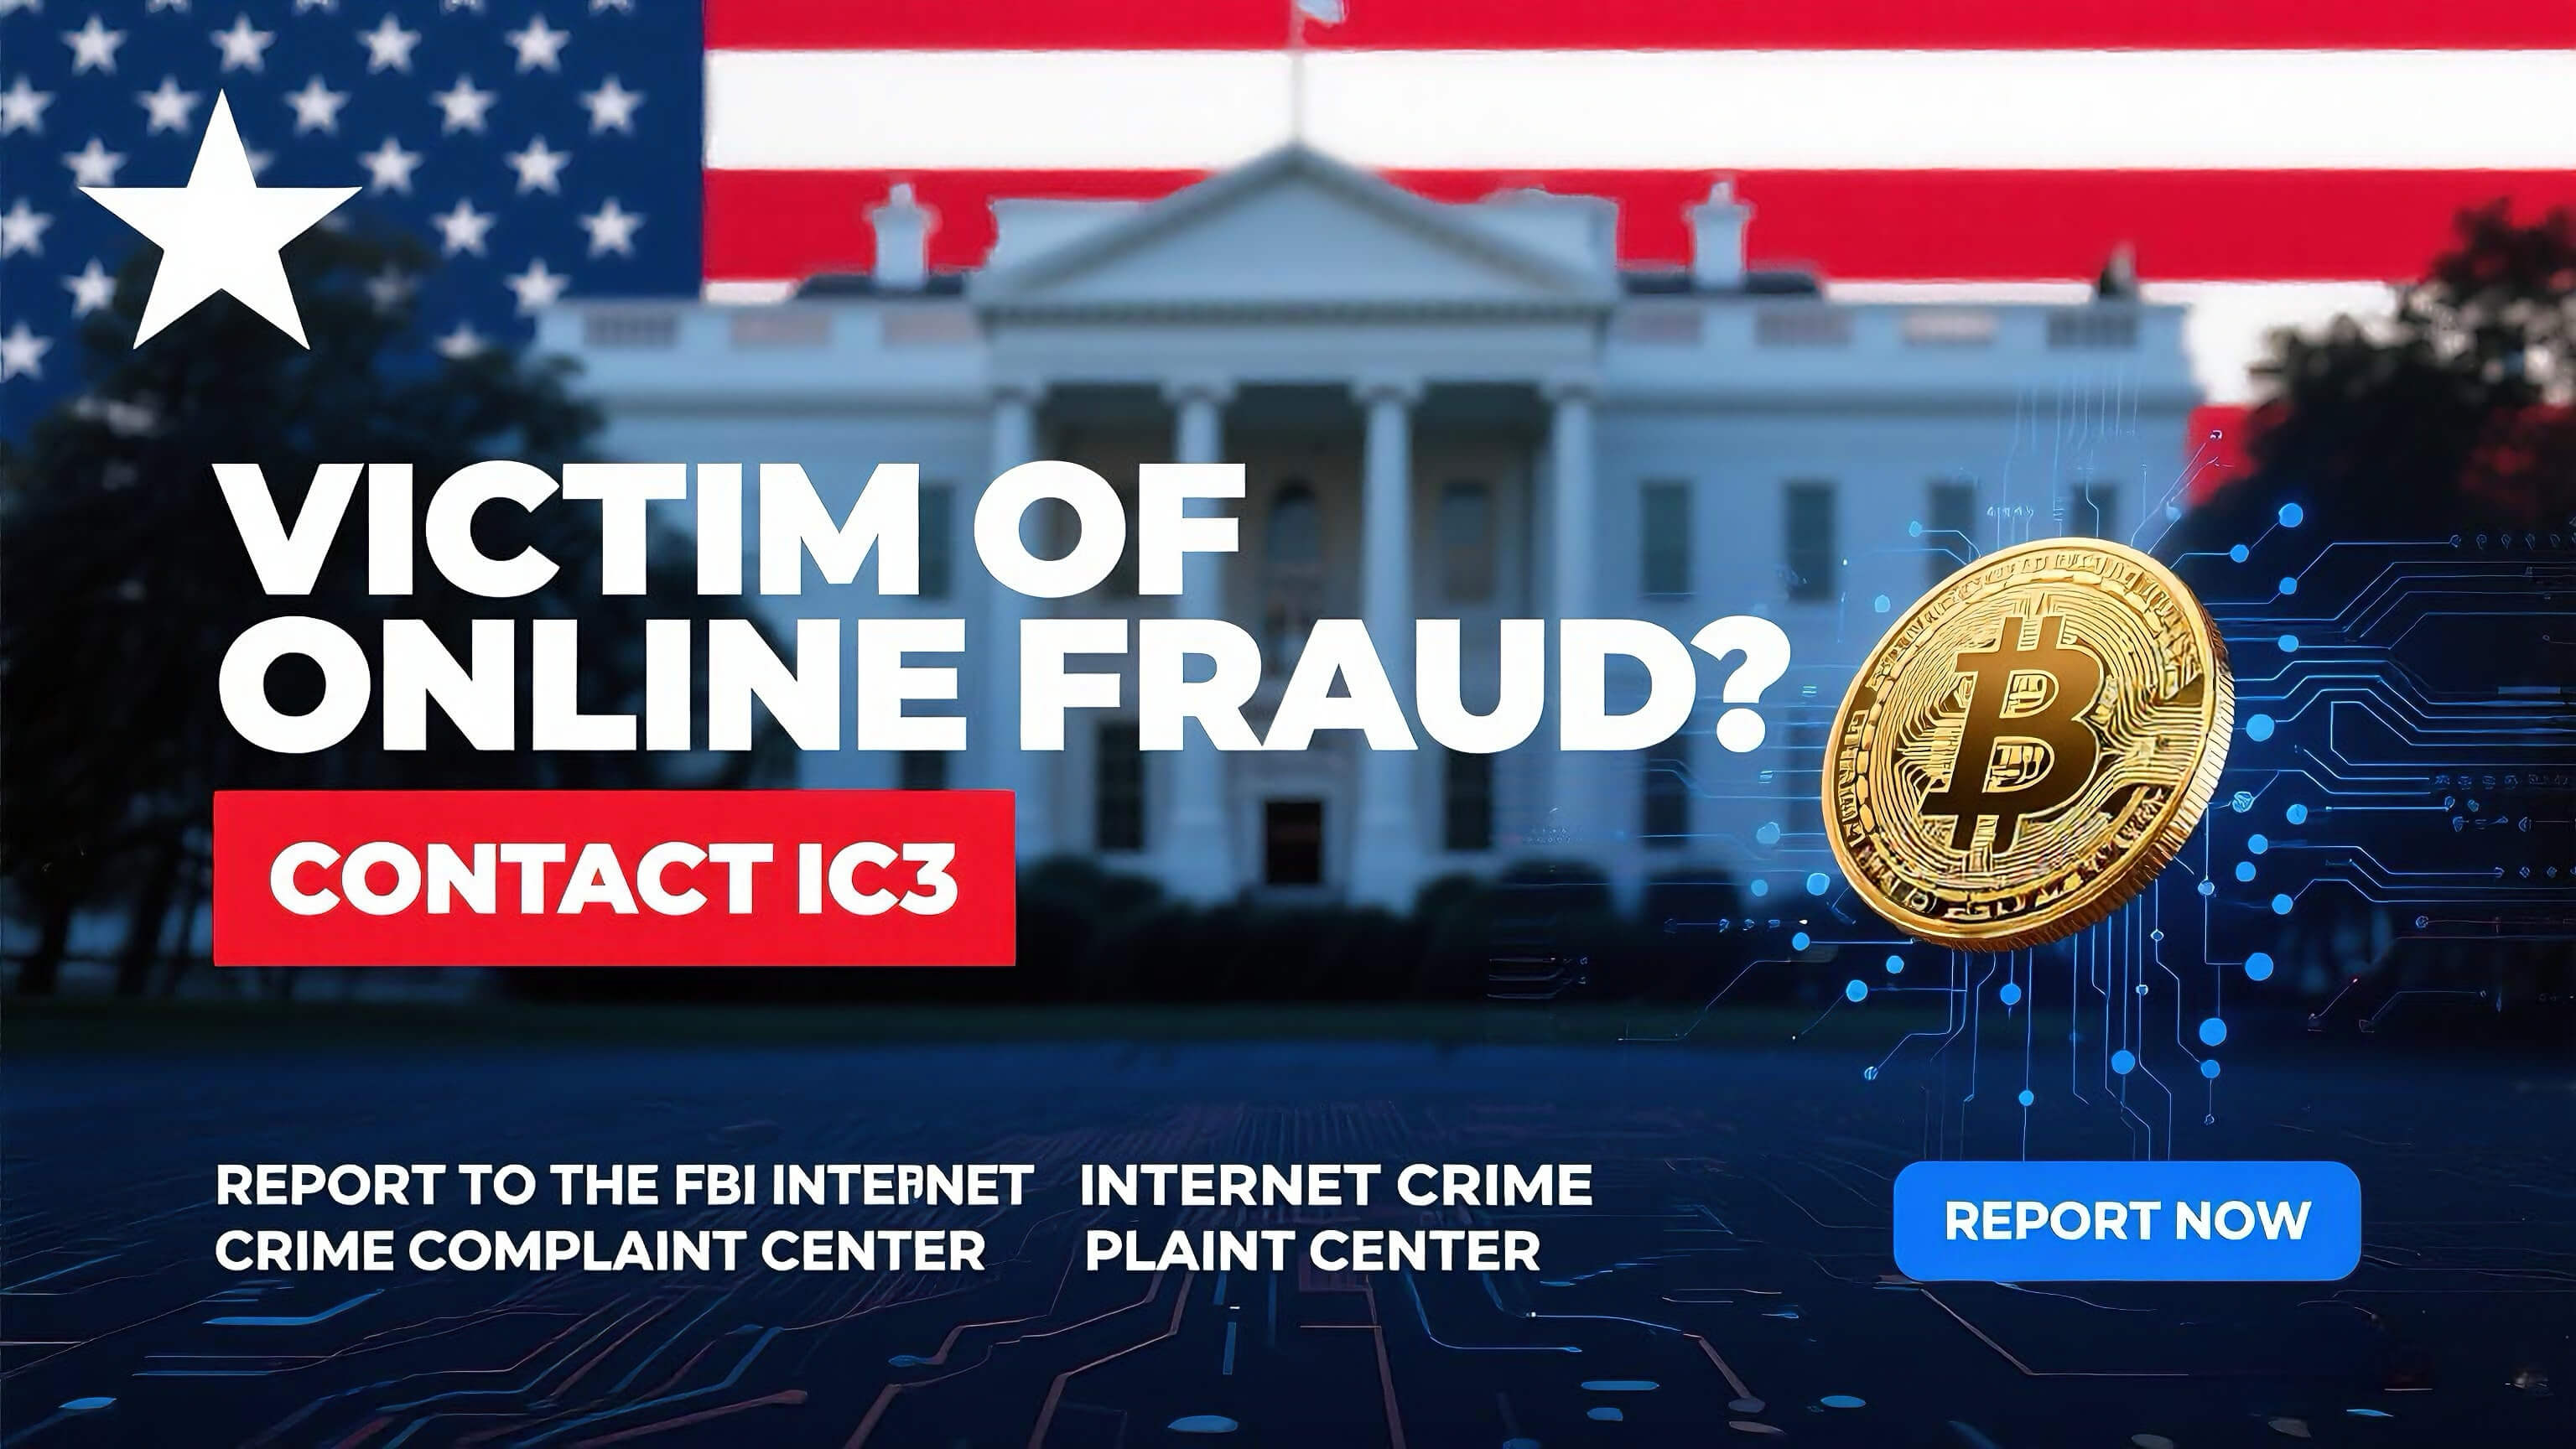 VICTIM OF
ONLINE FRAUD?
CONTACT IC3
REPORT TO THE FBI INTERNET
CRIME COMPLAINT CENTER
INTERNET CRIME
PLAINT CENTER
REPORT NOW